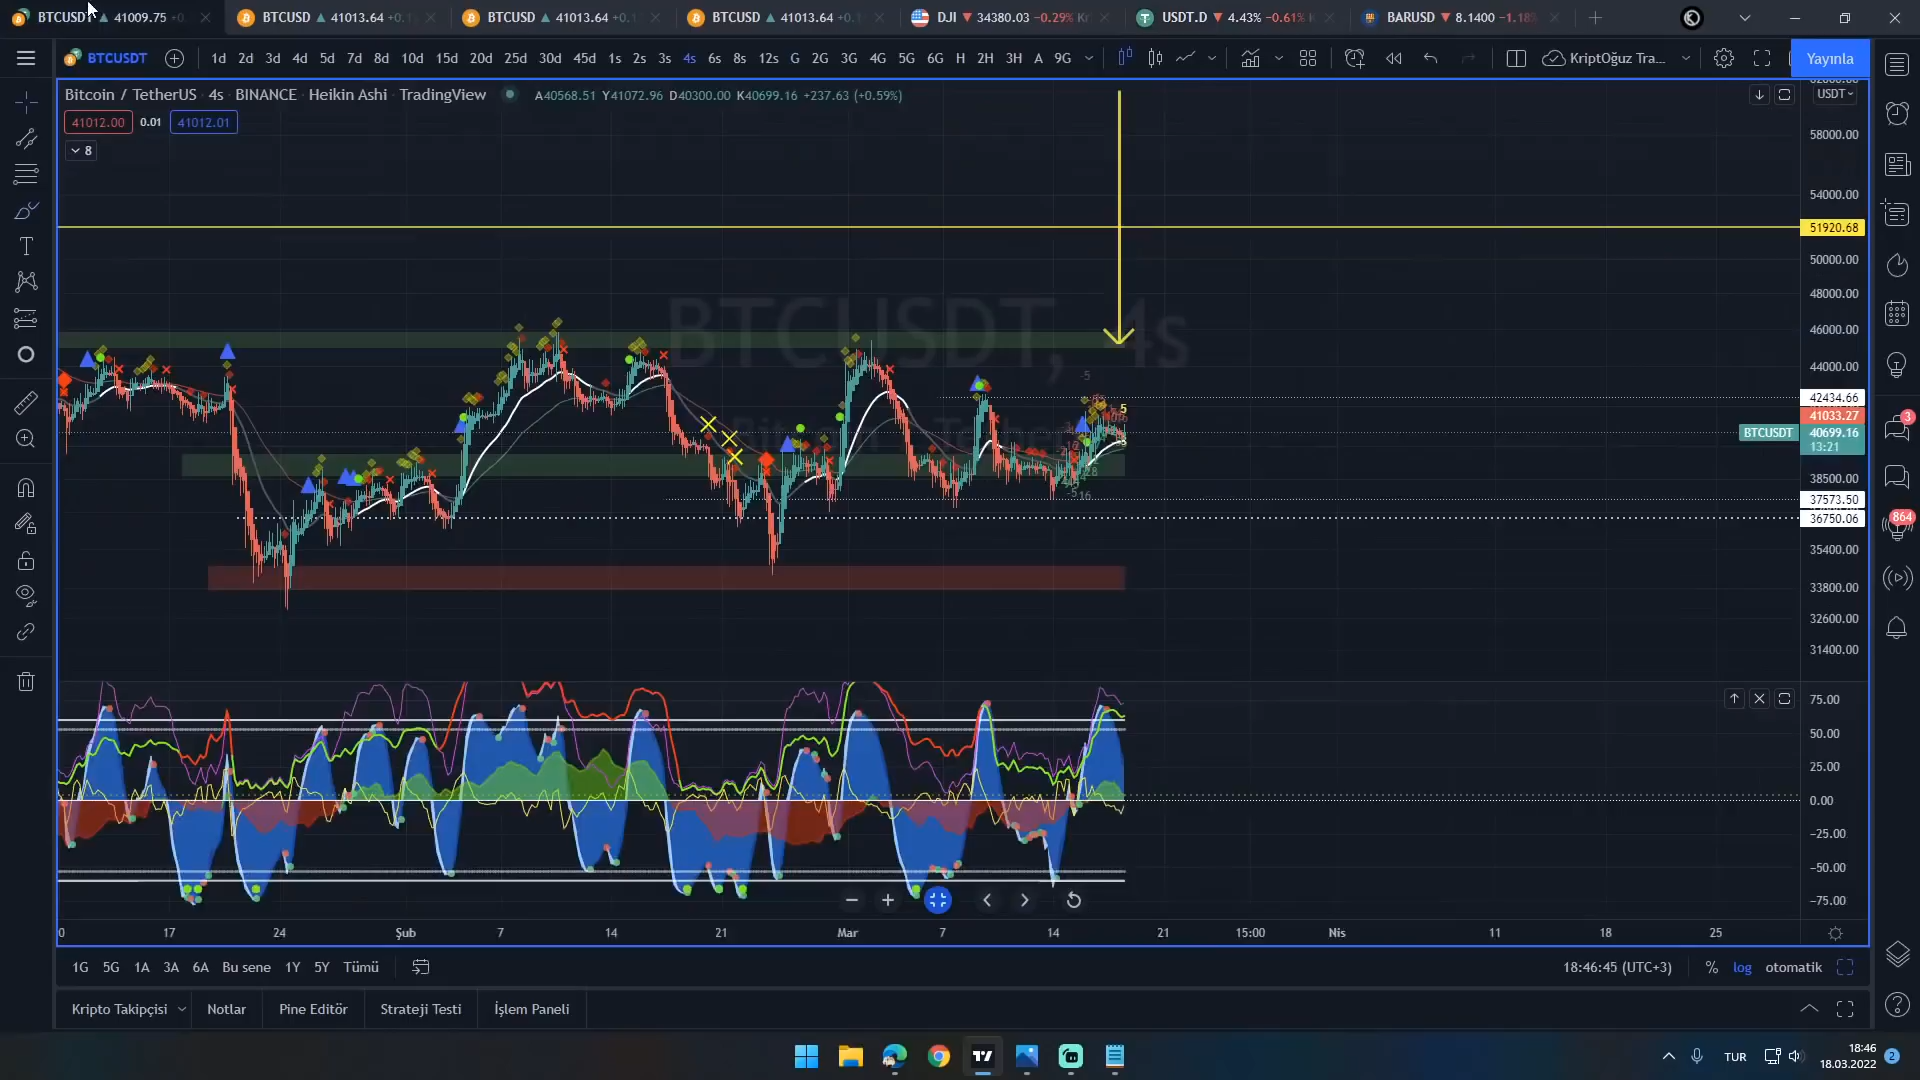 BTCUSDT ▲ 41009.75
BTCUSD ▲ 41013.64
BTCUSD ▲ 41013.64
BTCUSD ▲ 41013.64
DJI ▼ 34380.03 −0.29%
USDT.D ▼ 4.43% −0.61%
BARUSD ▼ 8.1400 −1.18%
BTCUSDT
1d 2d 3d 4d 5d 7d 8d 10d 15d 20d 25d 30d 45d 1s 2s 3s 4s 6s 8s 12s G 2G 3G 4G 5G 6G H 2H 3H A 9G
KriptoOğuz Tra...
Yayınla
Bitcoin / TetherUS · 4s · BINANCE · Heikin Ashi · TradingView
A40568.51 Y41072.96 D40300.00 K40699.16 +237.63 (+0.59%)
USDT
41012.00 0.01 41012.01
8
BTCUSDT, 4s
58000.00
54000.00
51920.68
50000.00
48000.00
46000.00
44000.00
42434.66
41033.27
BTCUSDT 40699.16
13:21
38500.00
37573.50
36750.06
35400.00
33800.00
32600.00
31400.00
75.00
50.00
25.00
0.00
−25.00
−50.00
−75.00
17 24 Şub 7 14 21 Mar 7 14 21 15:00 Nis 11 18 25
1G 5G 1A 3A 6A Bu sene 1Y 5Y Tümü
18:46:45 (UTC+3) % log otomatik
Kripto Takipçisi Notlar Pine Editör Strateji Testi İşlem Paneli
3
864
TUR
18:46
18.03.2022
2